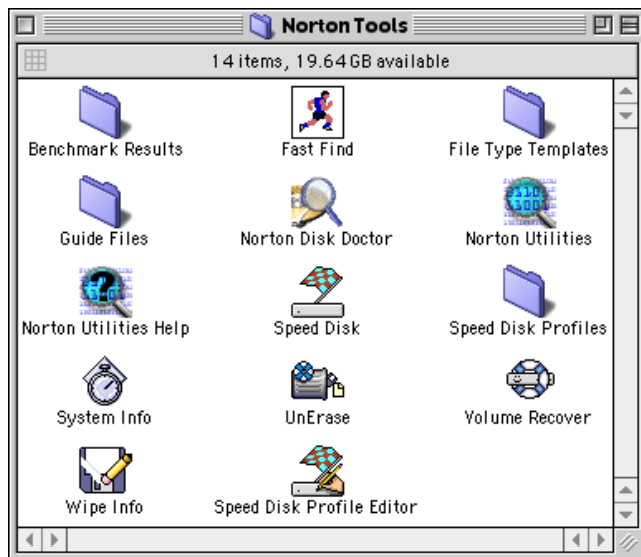 Norton Tools
14 items, 19.64 GB available
Benchmark Results
Fast Find
File Type Templates
Guide Files
Norton Disk Doctor
Norton Utilities
Norton Utilities Help
Speed Disk
Speed Disk Profiles
System Info
UnErase
Volume Recover
Wipe Info
Speed Disk Profile Editor